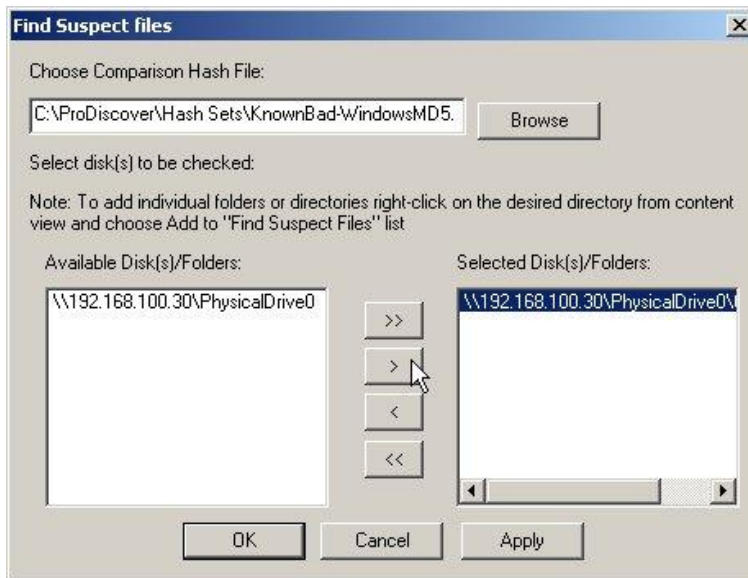 Find Suspect files
Choose Comparison Hash File:
C:\ProDiscover\Hash Sets\KnownBad-WindowsMD5.
Browse
Select disk(s) to be checked:
Note: To add individual folders or directories right-click on the desired directory from content
view and choose Add to "Find Suspect Files" list
Available Disk(s)/Folders:
Selected Disk(s)/Folders:
\\192.168.100.30\PhysicalDrive0
\\192.168.100.30\PhysicalDrive0\
>>
>
<
<<
OK
Cancel
Apply